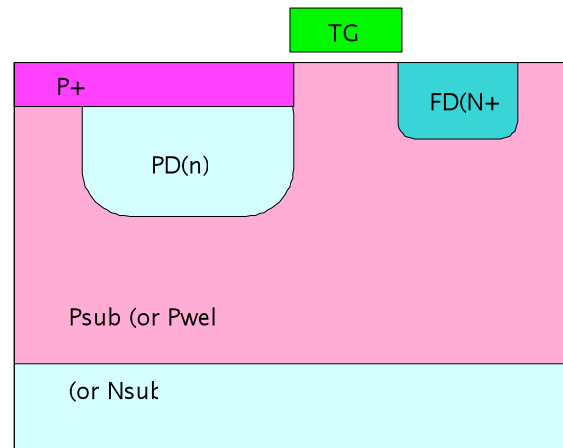 TG
P+
FD(N+
PD(n)
Psub (or Pwel
(or Nsub